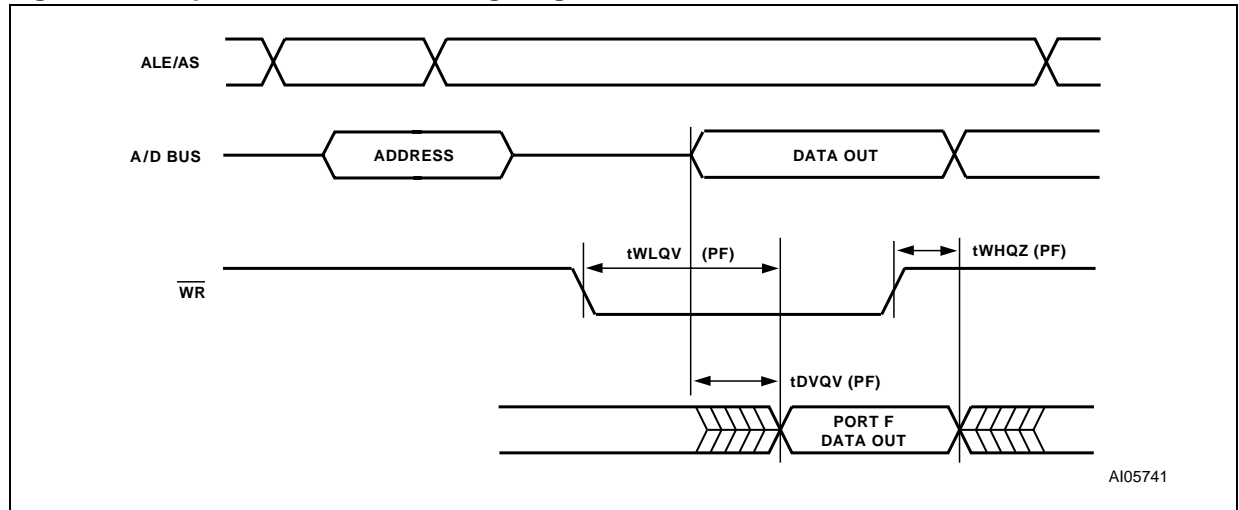 ALE/AS
A/D BUS
ADDRESS
DATA OUT
tWLQV (PF)
tWHQZ (PF)
WR
tDVQV (PF)
PORT F
DATA OUT
AI05741